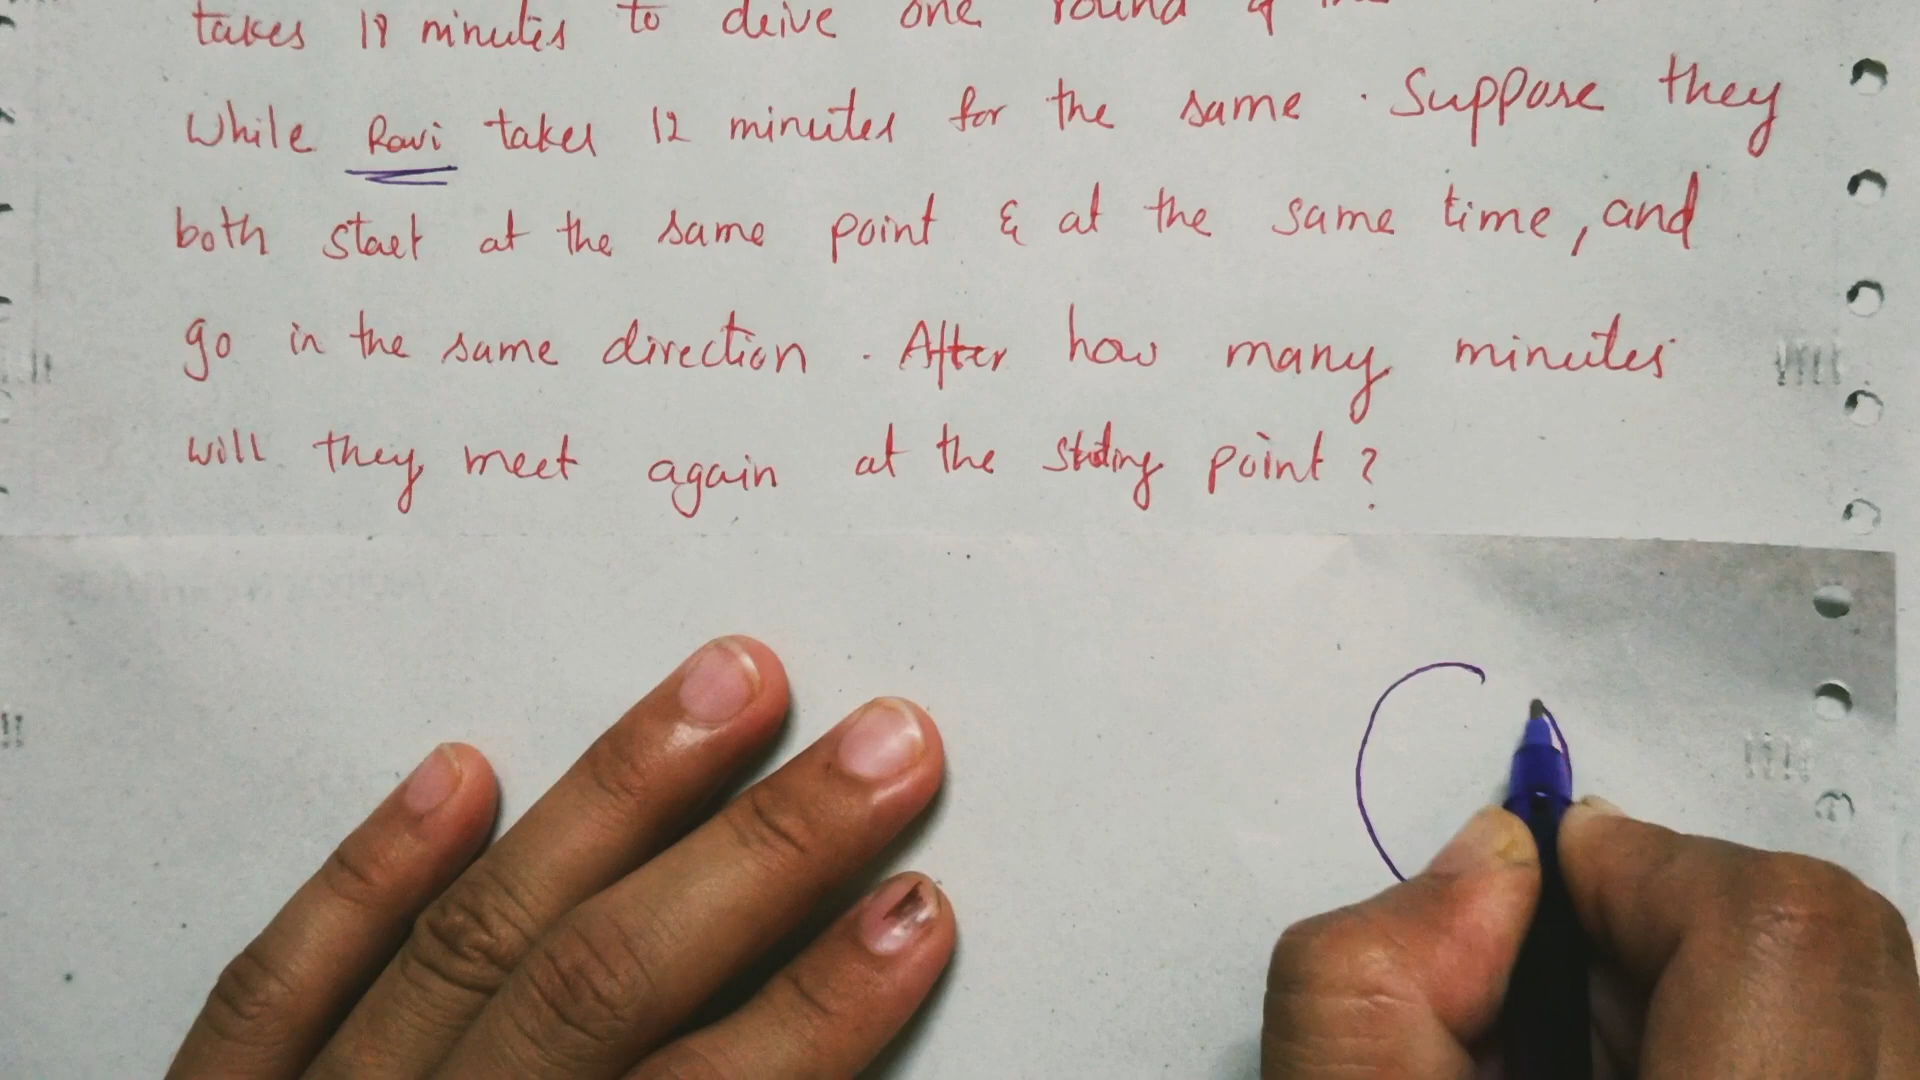 takes 18 minutes to drive one round of
While Ravi takes 12 minutes for the same. Suppose they
both start at the same point & at the same time, and
go in the same direction. After how many minutes
will they meet again at the starting point?